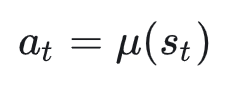 a_t = μ(s_t)